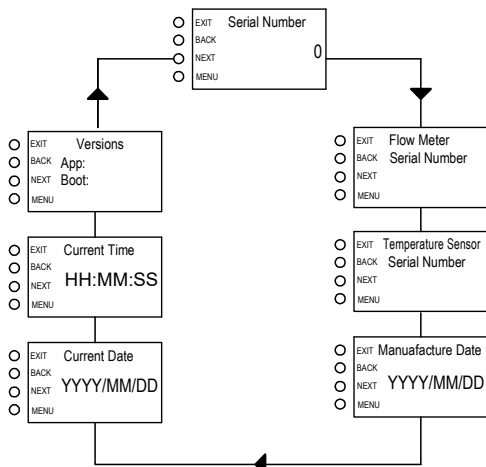 EXIT Serial Number
BACK
NEXT 0
MENU
EXIT Versions
BACK App:
NEXT Boot:
MENU
EXIT Flow Meter
BACK Serial Number
NEXT
MENU
EXIT Current Time
BACK
NEXT HH:MM:SS
MENU
EXIT Temperature Sensor
BACK Serial Number
NEXT
MENU
EXIT Current Date
BACK
NEXT YYYY/MM/DD
MENU
EXIT Manuafacture Date
BACK
NEXT YYYY/MM/DD
MENU